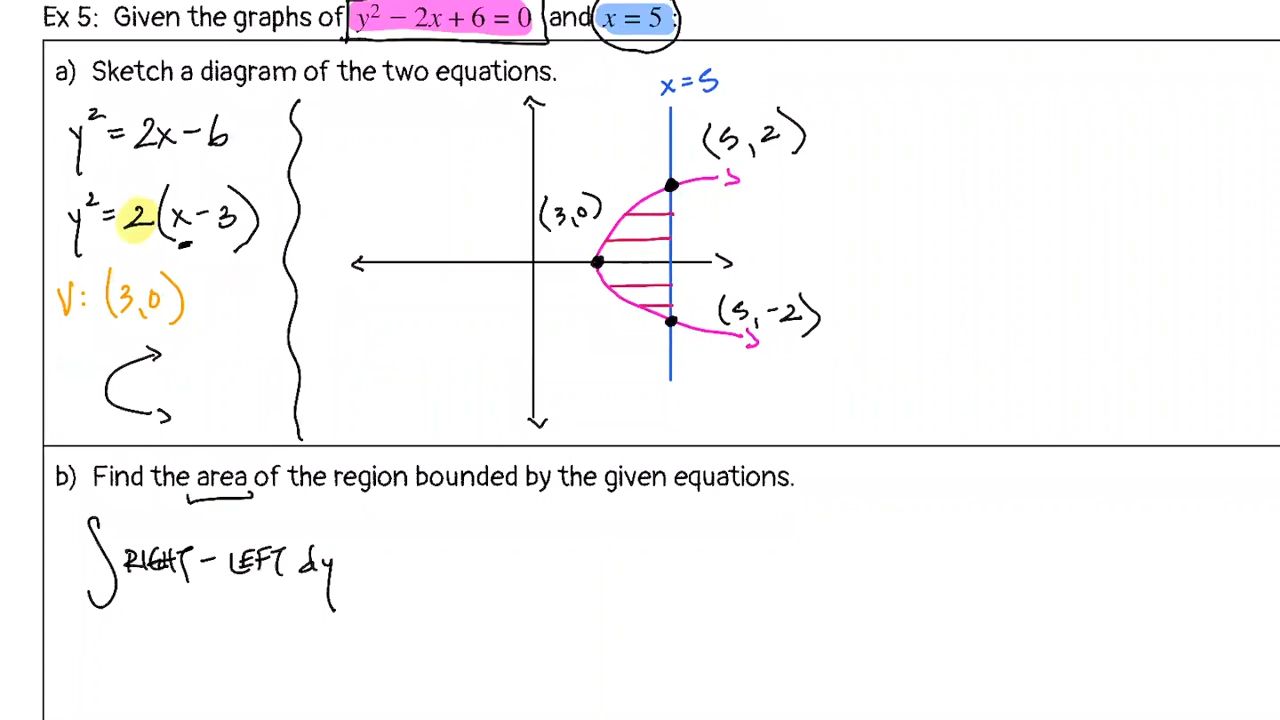 Ex 5: Given the graphs of y² − 2x + 6 = 0 and x = 5:
a) Sketch a diagram of the two equations.
y² = 2x − 6
y² = 2(x − 3)
V: (3,0)
x = 5
(5, 2)
(3,0)
(5, −2)
b) Find the area of the region bounded by the given equations.
∫ RIGHT − LEFT dy